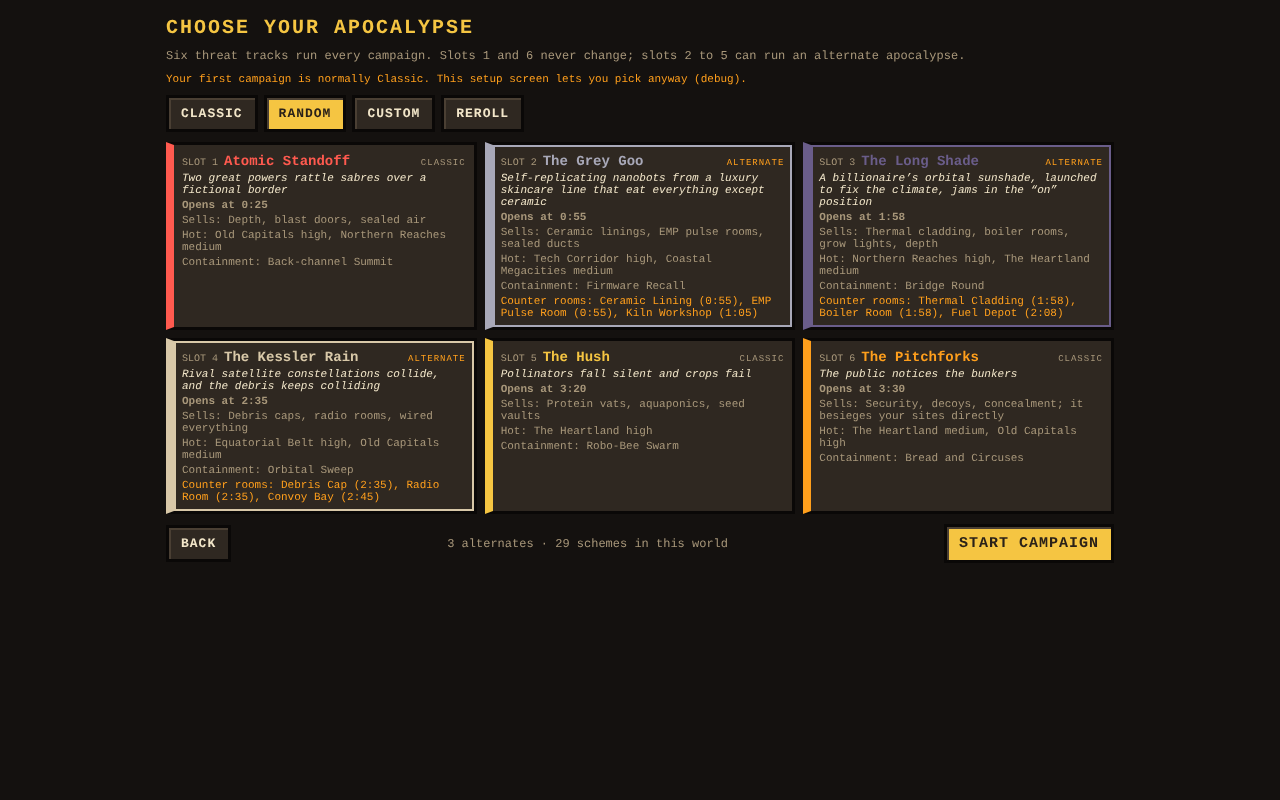 CHOOSE YOUR APOCALYPSE
Six threat tracks run every campaign. Slots 1 and 6 never change; slots 2 to 5 can run an alternate apocalypse.
Your first campaign is normally Classic. This setup screen lets you pick anyway (debug).
CLASSIC RANDOM CUSTOM REROLL
SLOT 1 Atomic Standoff CLASSIC
Two great powers rattle sabres over a
fictional border
Opens at 0:25
Sells: Depth, blast doors, sealed air
Hot: Old Capitals high, Northern Reaches
medium
Containment: Back-channel Summit
SLOT 2 The Grey Goo ALTERNATE
Self-replicating nanobots from a luxury
skincare line that eat everything except
ceramic
Opens at 0:55
Sells: Ceramic linings, EMP pulse rooms,
sealed ducts
Hot: Tech Corridor high, Coastal
Megacities medium
Containment: Firmware Recall
Counter rooms: Ceramic Lining (0:55), EMP
Pulse Room (0:55), Kiln Workshop (1:05)
SLOT 3 The Long Shade ALTERNATE
A billionaire’s orbital sunshade, launched
to fix the climate, jams in the “on”
position
Opens at 1:58
Sells: Thermal cladding, boiler rooms,
grow lights, depth
Hot: Northern Reaches high, The Heartland
medium
Containment: Bridge Round
Counter rooms: Thermal Cladding (1:58),
Boiler Room (1:58), Fuel Depot (2:08)
SLOT 4 The Kessler Rain ALTERNATE
Rival satellite constellations collide,
and the debris keeps colliding
Opens at 2:35
Sells: Debris caps, radio rooms, wired
everything
Hot: Equatorial Belt high, Old Capitals
medium
Containment: Orbital Sweep
Counter rooms: Debris Cap (2:35), Radio
Room (2:35), Convoy Bay (2:45)
SLOT 5 The Hush CLASSIC
Pollinators fall silent and crops fail
Opens at 3:20
Sells: Protein vats, aquaponics, seed
vaults
Hot: The Heartland high
Containment: Robo-Bee Swarm
SLOT 6 The Pitchforks CLASSIC
The public notices the bunkers
Opens at 3:30
Sells: Security, decoys, concealment; it
besieges your sites directly
Hot: The Heartland medium, Old Capitals
high
Containment: Bread and Circuses
BACK 3 alternates · 29 schemes in this world START CAMPAIGN